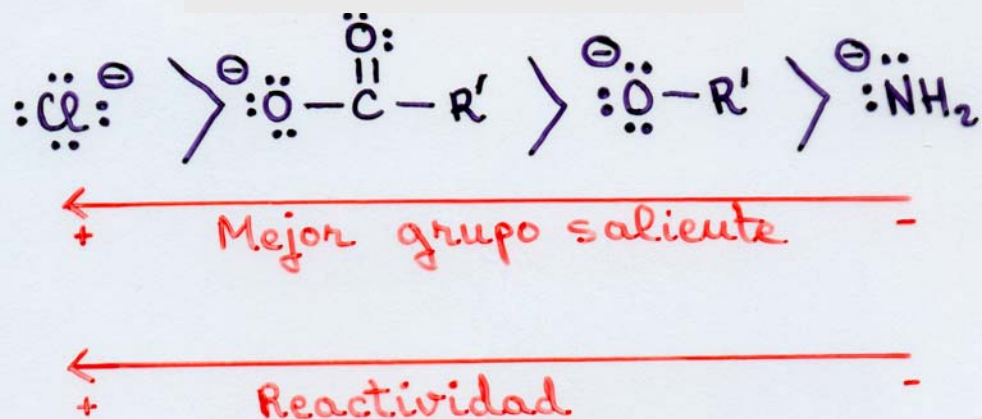 :Cl:⊖ > ⊖:O—C(=O:)—R' > ⊖:O—R' > ⊖:NH₂
+ Mejor grupo saliente -
+ Reactividad -